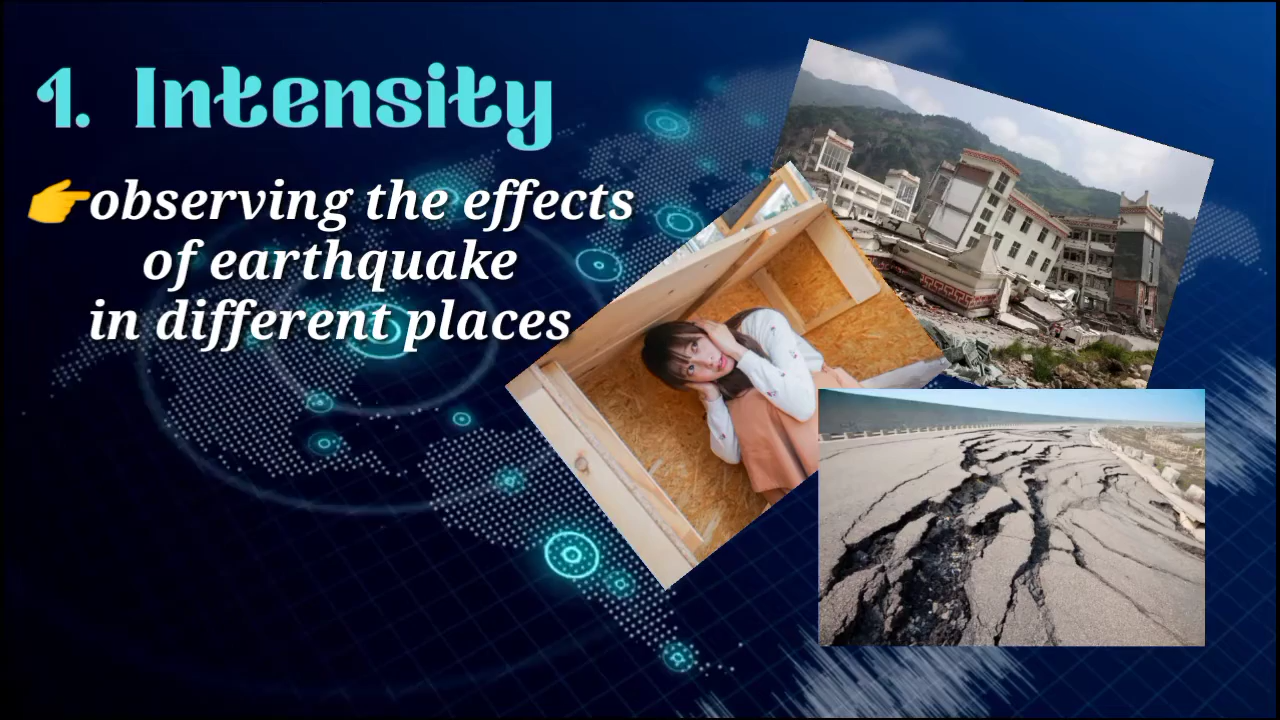 1. Intensity
👉observing the effects
of earthquake
in different places